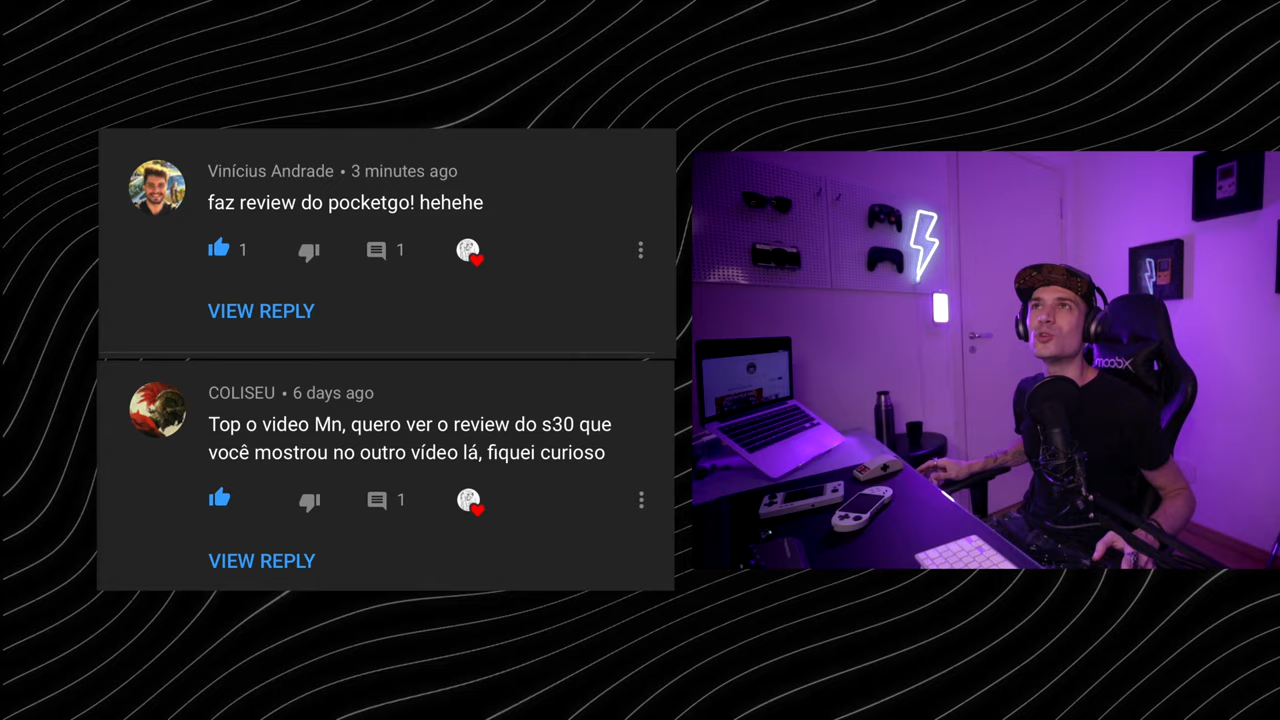 Vinícius Andrade • 3 minutes ago
faz review do pocketgo! hehehe
1
1
VIEW REPLY
COLISEU • 6 days ago
Top o video Mn, quero ver o review do s30 que
você mostrou no outro vídeo lá, fiquei curioso
1
VIEW REPLY
moobX